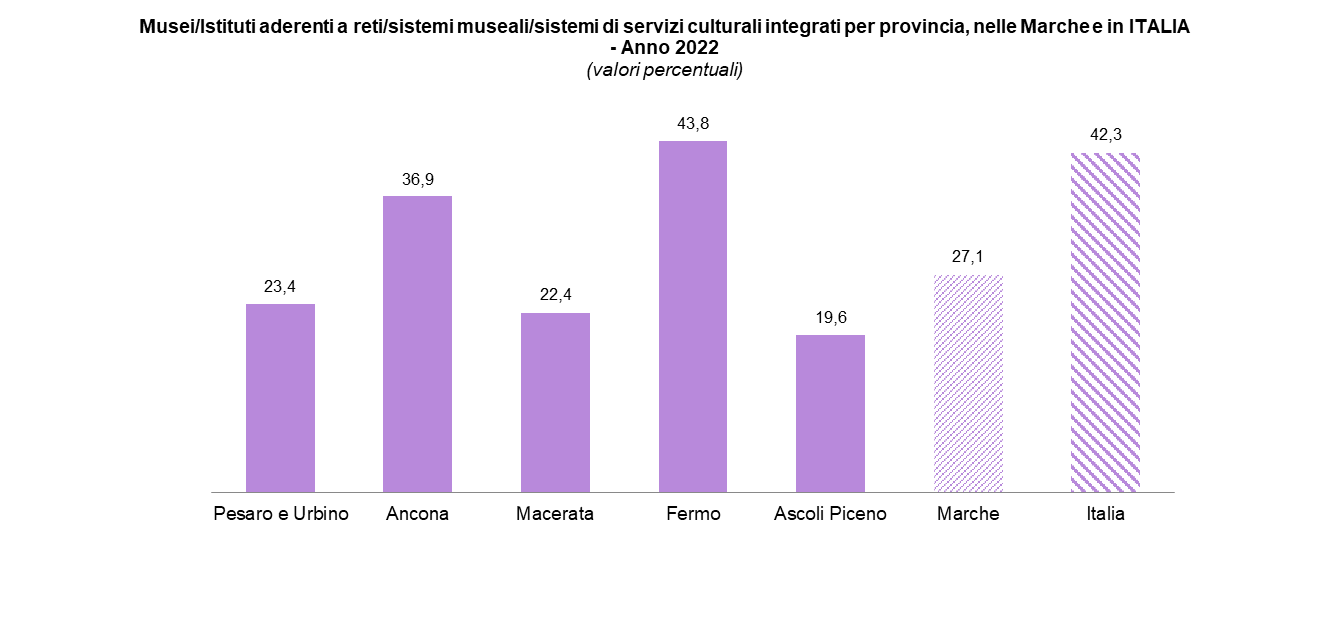 Musei/Istituti aderenti a reti/sistemi museali/sistemi di servizi culturali integrati per provincia, nelle Marche e in ITALIA
- Anno 2022
(valori percentuali)
43,8
42,3
36,9
27,1
23,4
22,4
19,6
Pesaro e Urbino Ancona Macerata Fermo Ascoli Piceno Marche Italia